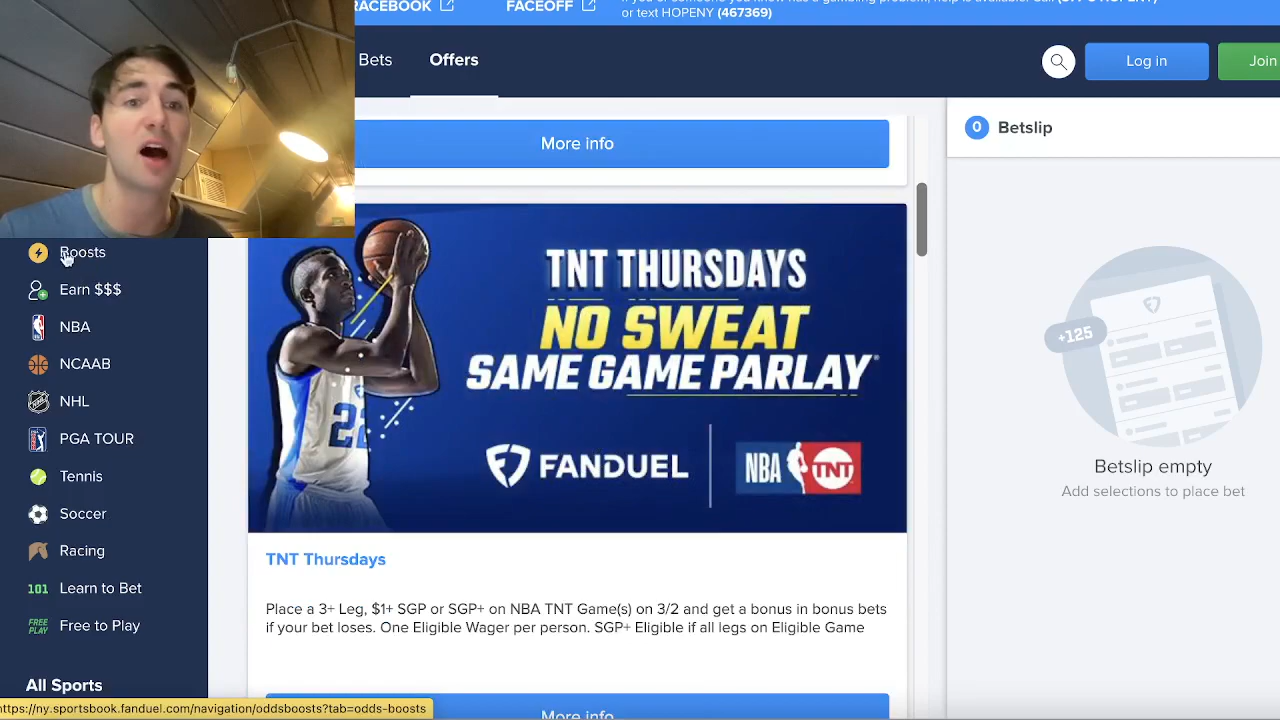 RACEBOOK
FACEOFF
or text HOPENY (467369)
Bets
Offers
Log in
Join
More info
0 Betslip
TNT THURSDAYS
NO SWEAT
SAME GAME PARLAY
FANDUEL
NBA TNT
22
TNT Thursdays
Place a 3+ Leg, $1+ SGP or SGP+ on NBA TNT Game(s) on 3/2 and get a bonus in bonus bets
if your bet loses. One Eligible Wager per person. SGP+ Eligible if all legs on Eligible Game
More info
+125
Betslip empty
Add selections to place bet
Boosts
Earn $$$
NBA
NCAAB
NHL
PGA TOUR
Tennis
Soccer
Racing
101 Learn to Bet
FREE PLAY Free to Play
All Sports
https://ny.sportsbook.fanduel.com/navigation/oddsboosts?tab=odds-boosts